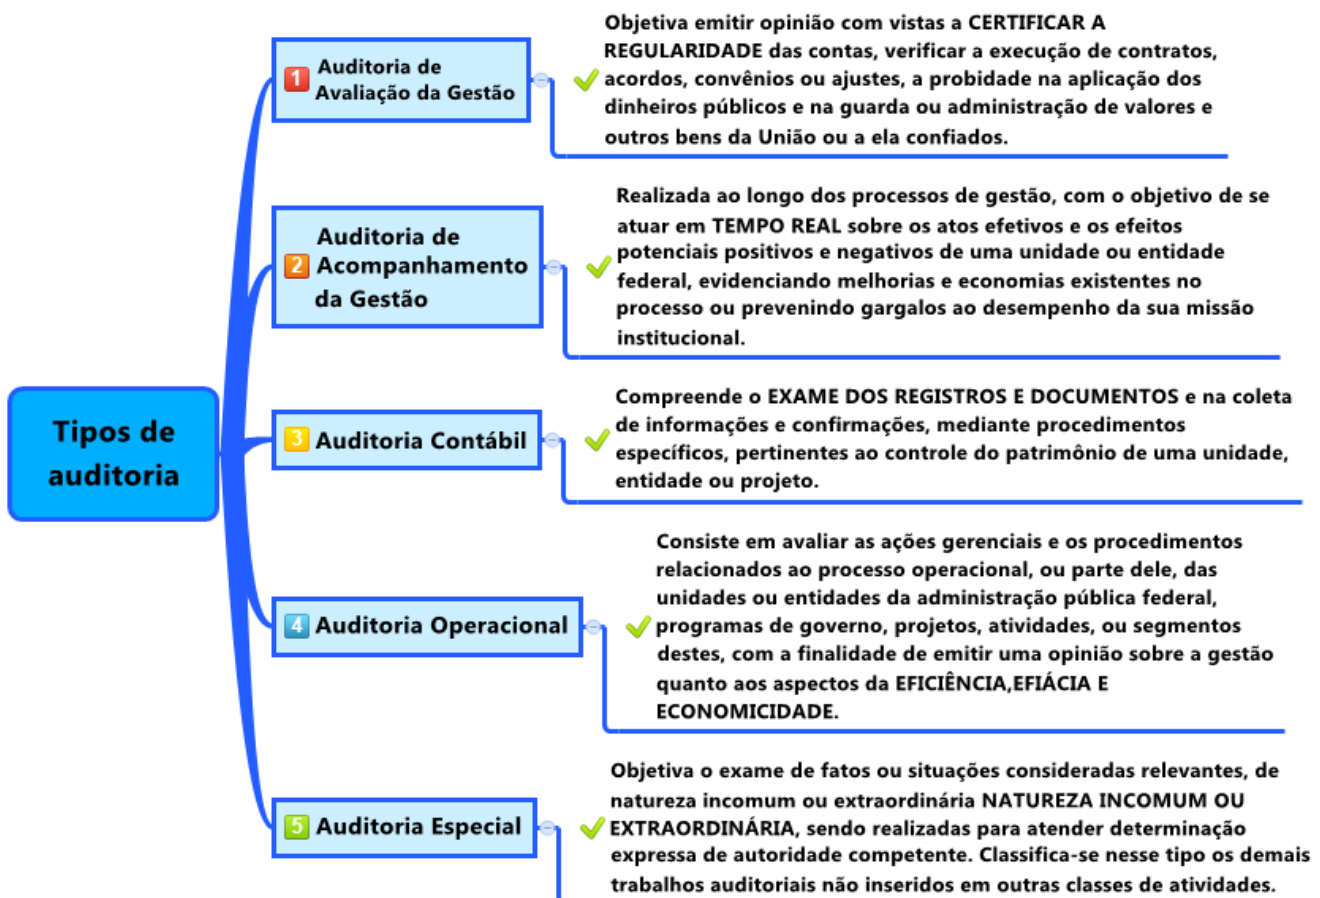 Tipos de
auditoria
1 Auditoria de
Avaliação da Gestão
Objetiva emitir opinião com vistas a CERTIFICAR A
REGULARIDADE das contas, verificar a execução de contratos,
acordos, convênios ou ajustes, a probidade na aplicação dos
dinheiros públicos e na guarda ou administração de valores e
outros bens da União ou a ela confiados.
2 Auditoria de
Acompanhamento
da Gestão
Realizada ao longo dos processos de gestão, com o objetivo de se
atuar em TEMPO REAL sobre os atos efetivos e os efeitos
potenciais positivos e negativos de uma unidade ou entidade
federal, evidenciando melhorias e economias existentes no
processo ou prevenindo gargalos ao desempenho da sua missão
institucional.
3 Auditoria Contábil
Compreende o EXAME DOS REGISTROS E DOCUMENTOS e na coleta
de informações e confirmações, mediante procedimentos
específicos, pertinentes ao controle do patrimônio de uma unidade,
entidade ou projeto.
4 Auditoria Operacional
Consiste em avaliar as ações gerenciais e os procedimentos
relacionados ao processo operacional, ou parte dele, das
unidades ou entidades da administração pública federal,
programas de governo, projetos, atividades, ou segmentos
destes, com a finalidade de emitir uma opinião sobre a gestão
quanto aos aspectos da EFICIÊNCIA,EFIÁCIA E
ECONOMICIDADE.
5 Auditoria Especial
Objetiva o exame de fatos ou situações consideradas relevantes, de
natureza incomum ou extraordinária NATUREZA INCOMUM OU
EXTRAORDINÁRIA, sendo realizadas para atender determinação
expressa de autoridade competente. Classifica-se nesse tipo os demais
trabalhos auditoriais não inseridos em outras classes de atividades.